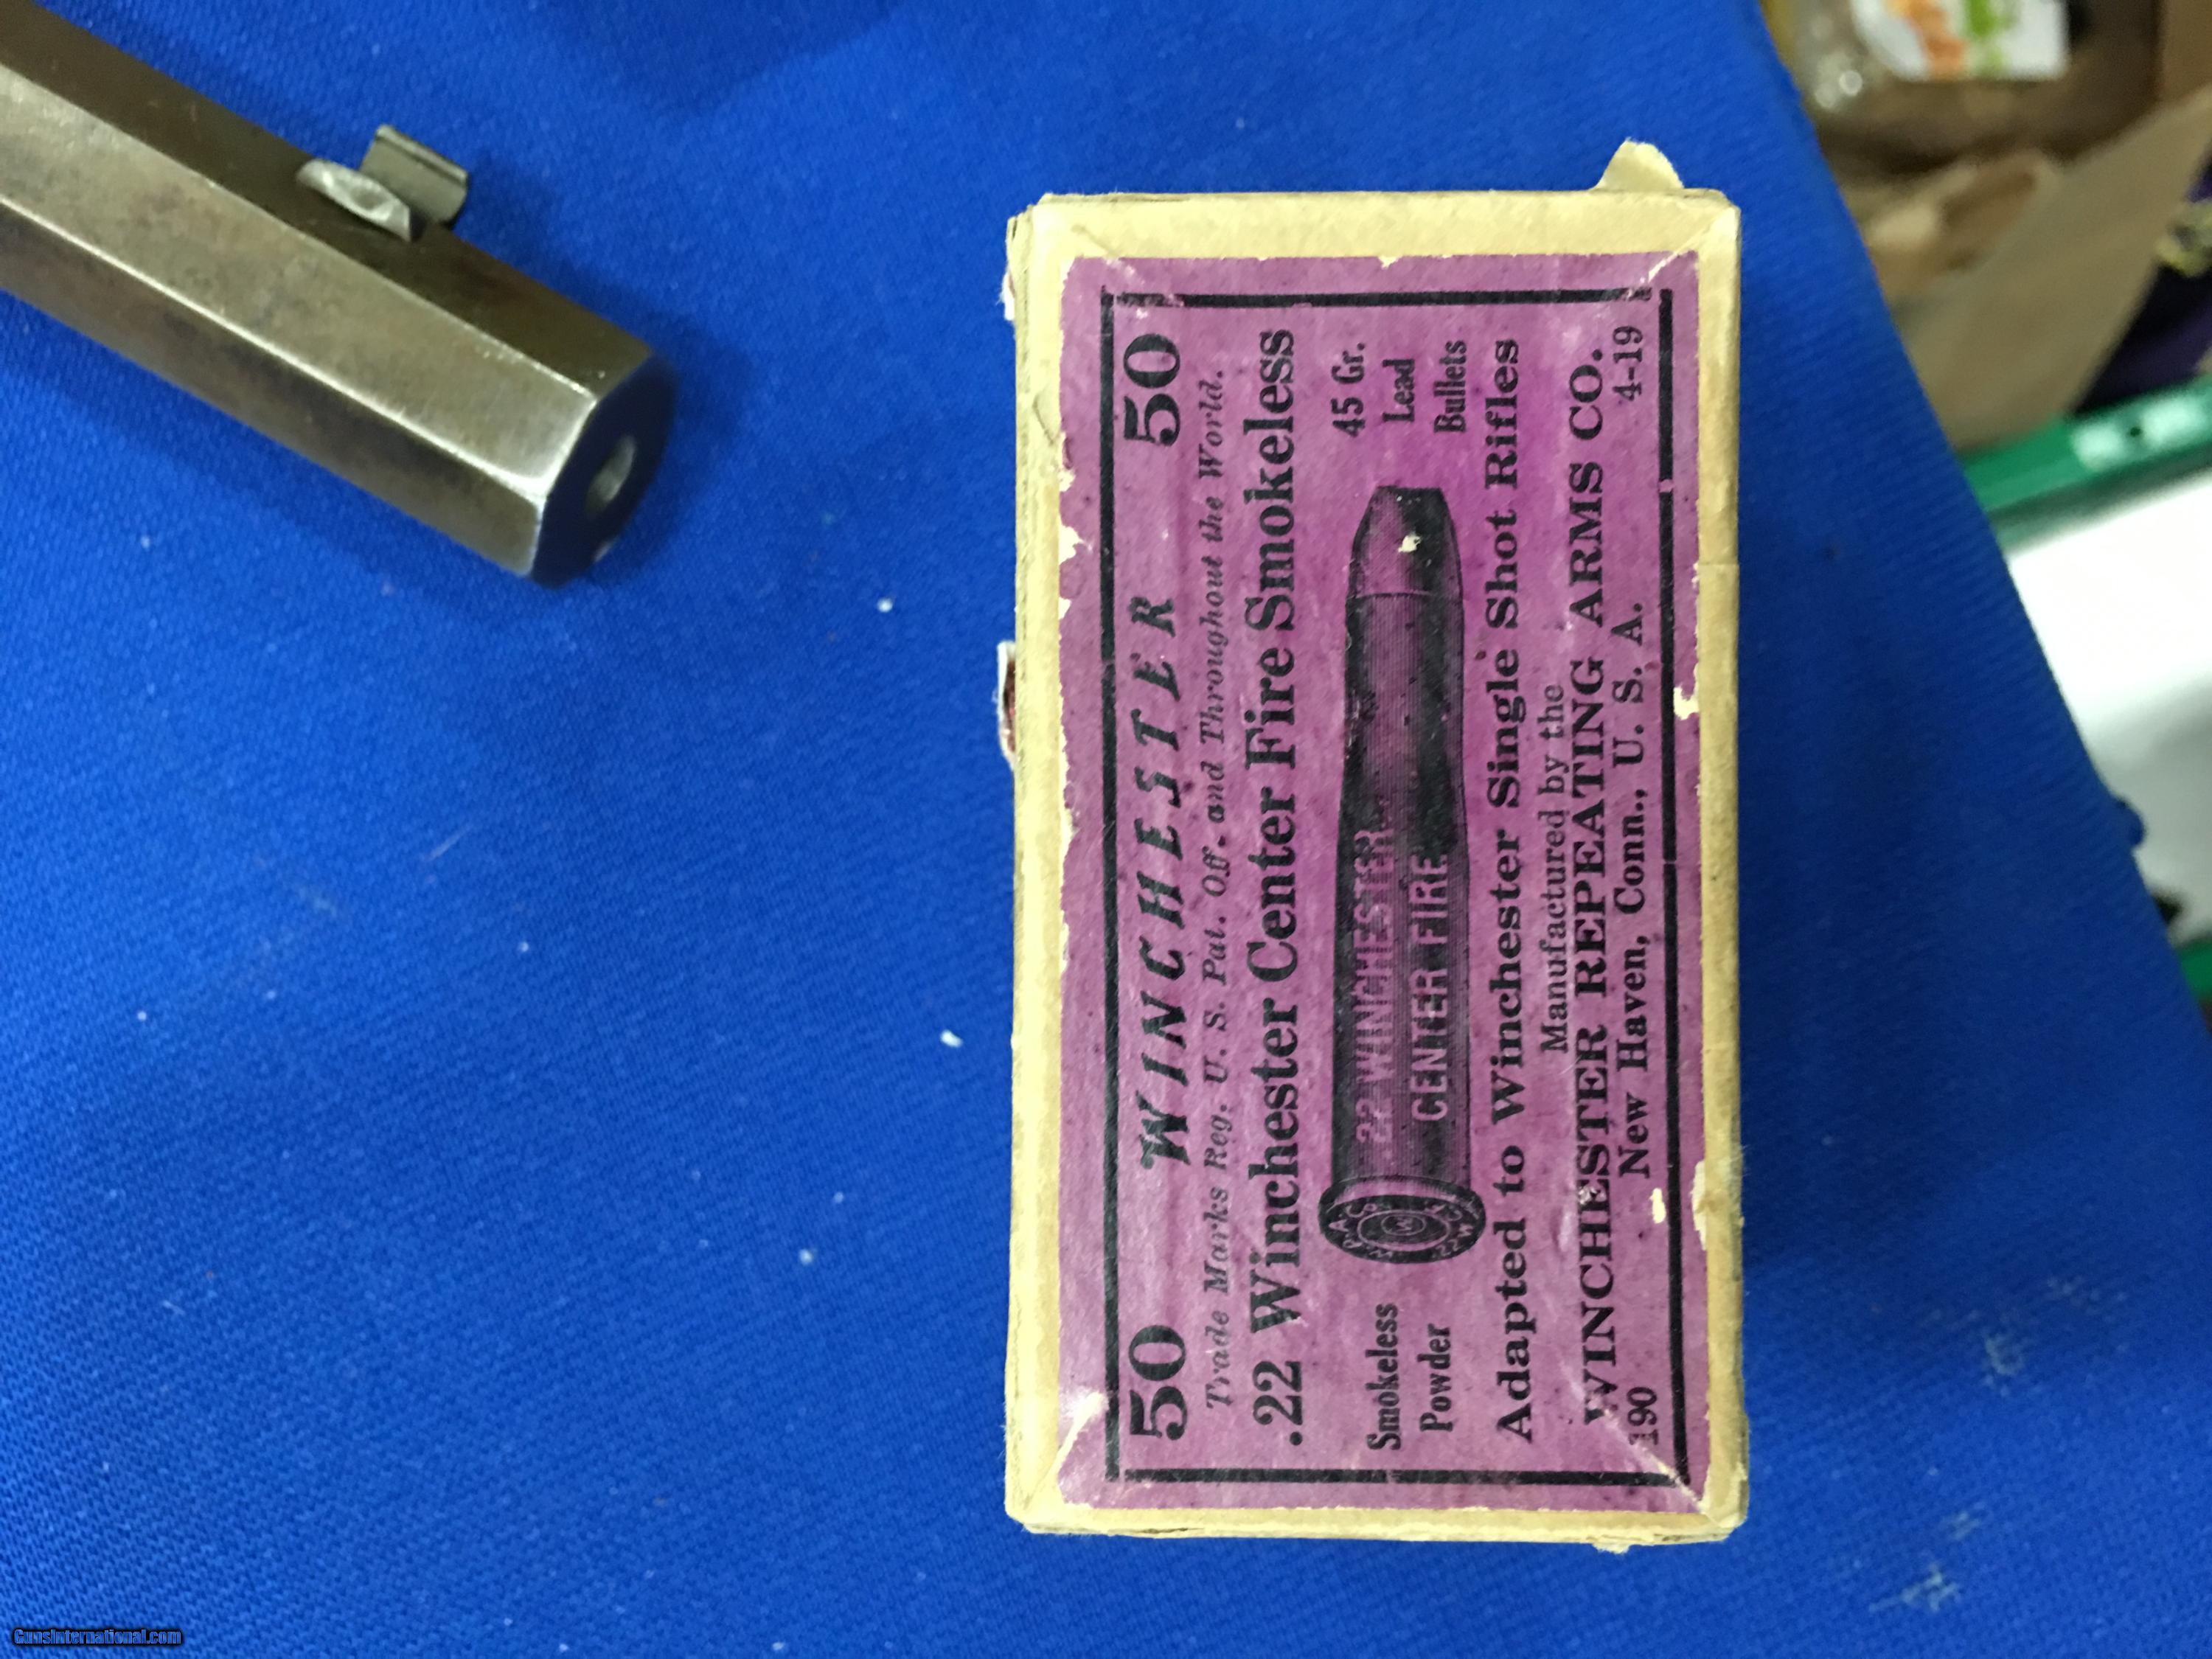 50 WINCHESTER 50
Trade Marks Reg. U. S. Pat. Off. and Throughout the World.
.22 Winchester Center Fire Smokeless
Smokeless
Powder
22 WINCHESTER
CENTER FIRE
45 Gr.
Lead
Bullets
Adapted to Winchester Single Shot Rifles
Manufactured by the
WINCHESTER REPEATING ARMS CO.
190 New Haven, Conn., U. S. A. 4-19
GunsInternational.com